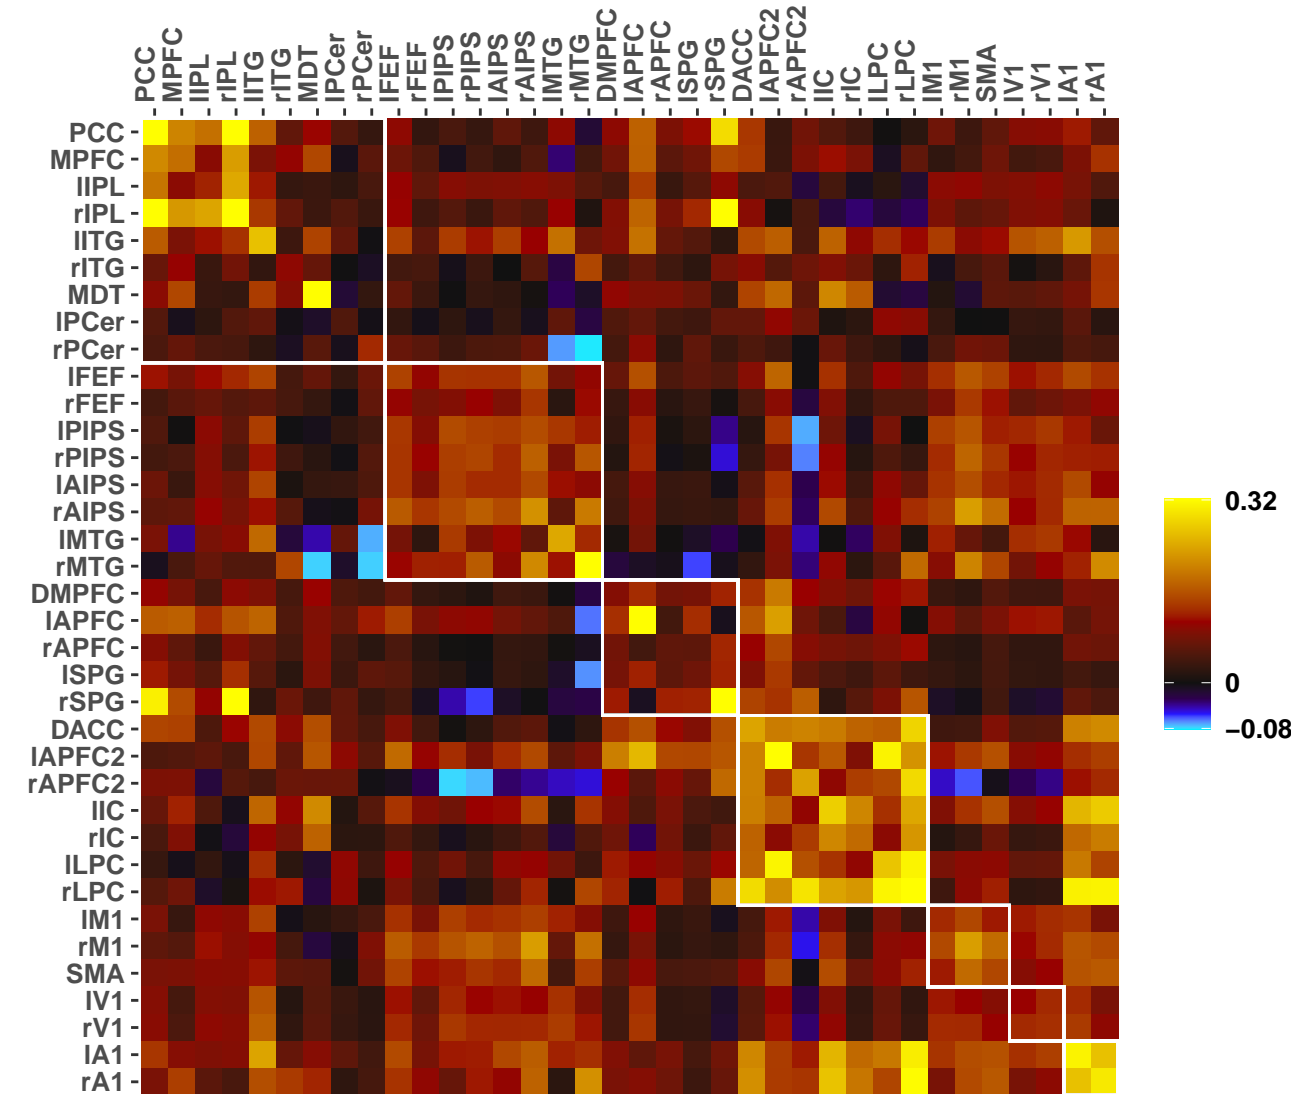 PCC MPFC lIPL rIPL lITG rITG MDT lPCer rPCer lFEF rFEF lPIPS rPIPS lAIPS rAIPS lMTG rMTG DMPFC lAPFC rAPFC lSPG rSPG DACC lAPFC2 rAPFC2 lIC rIC lLPC rLPC lM1 rM1 SMA lV1 rV1 lA1 rA1
PCC
MPFC
lIPL
rIPL
lITG
rITG
MDT
lPCer
rPCer
lFEF
rFEF
lPIPS
rPIPS
lAIPS
rAIPS
lMTG
rMTG
DMPFC
lAPFC
rAPFC
lSPG
rSPG
DACC
lAPFC2
rAPFC2
lIC
rIC
lLPC
rLPC
lM1
rM1
SMA
lV1
rV1
lA1
rA1
0.32
0
−0.08